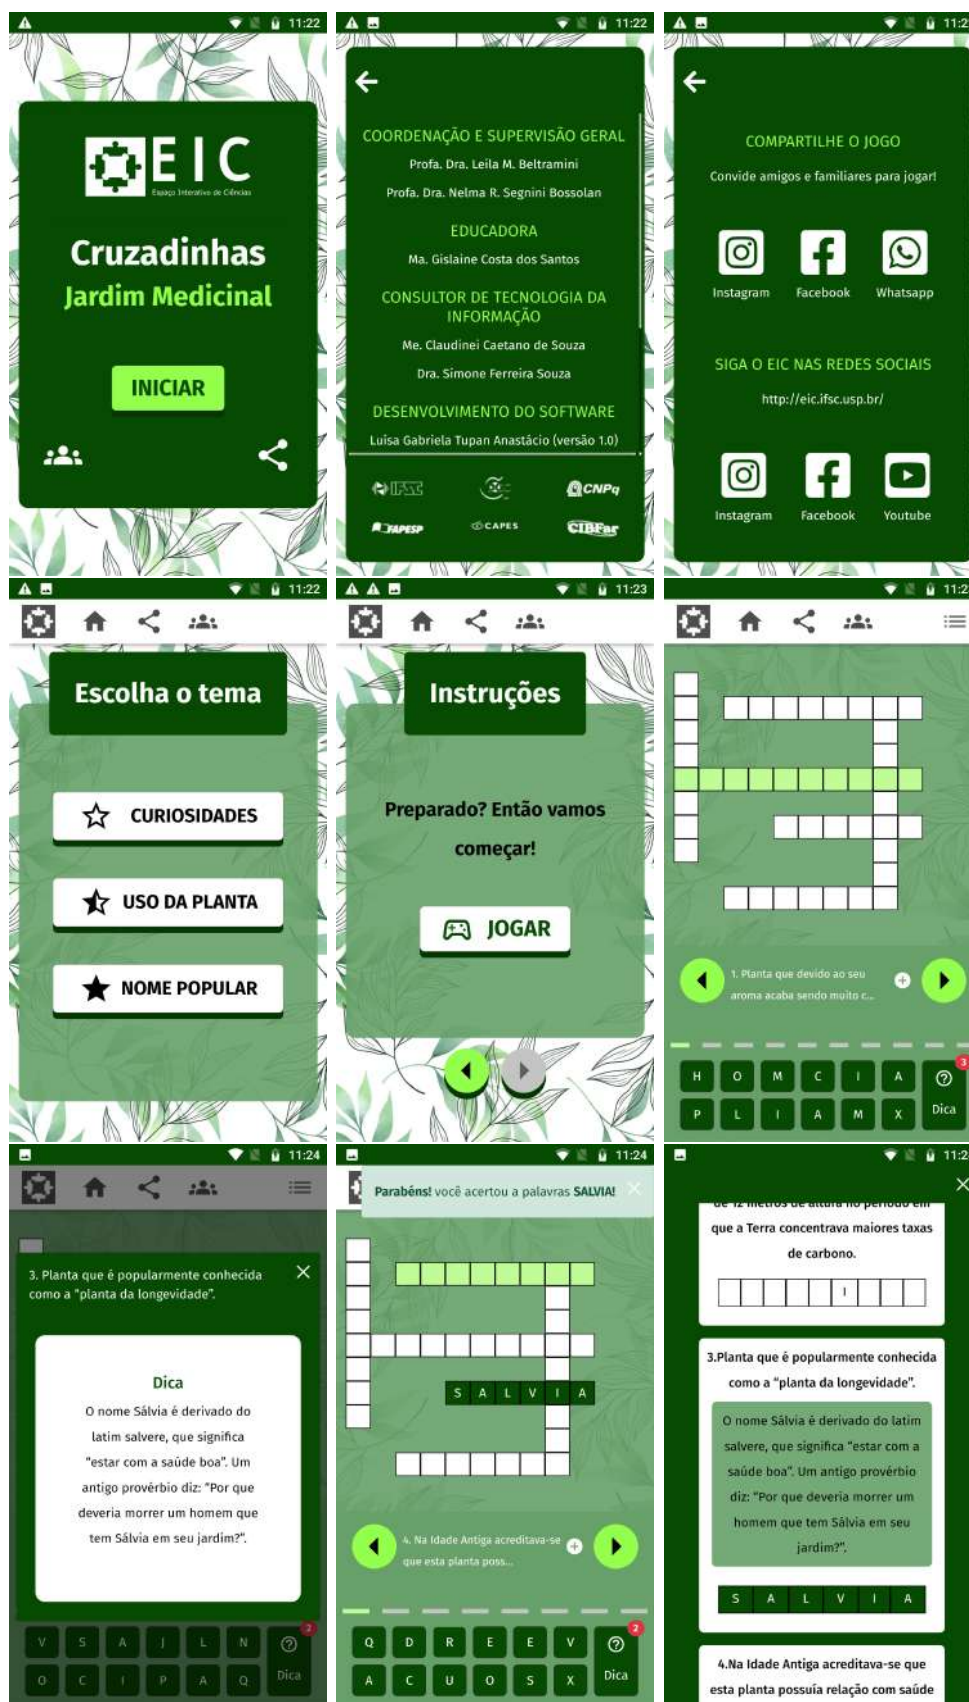 11:22
EIC
Espaço Interativo de Ciências
Cruzadinhas
Jardim Medicinal
INICIAR
11:22
COORDENAÇÃO E SUPERVISÃO GERAL
Profa. Dra. Leila M. Beltramini
Profa. Dra. Nelma R. Segnini Bossolan
EDUCADORA
Ma. Gislaine Costa dos Santos
CONSULTOR DE TECNOLOGIA DA
INFORMAÇÃO
Me. Claudinei Caetano de Souza
Dra. Simone Ferreira Souza
DESENVOLVIMENTO DO SOFTWARE
Luísa Gabriela Tupan Anastácio (versão 1.0)
IFSC
CNPq
FAPESP
CAPES
CIBFar
COMPARTILHE O JOGO
Convide amigos e familiares para jogar!
Instagram Facebook Whatsapp
SIGA O EIC NAS REDES SOCIAIS
http://eic.ifsc.usp.br/
Instagram Facebook Youtube
11:22
Escolha o tema
CURIOSIDADES
USO DA PLANTA
NOME POPULAR
11:23
Instruções
Preparado? Então vamos
começar!
JOGAR
1. Planta que devido ao seu
aroma acaba sendo muito c...
3
H O M C I A
P L I A M X
Dica
11:24
3. Planta que é popularmente conhecida
como a “planta da longevidade”.
Dica
O nome Sálvia é derivado do
latim salvere, que significa
“estar com a saúde boa”. Um
antigo provérbio diz: “Por que
deveria morrer um homem que
tem Sálvia em seu jardim?”.
2
V S A J L N
O C I P A Q
Dica
11:24
Parabéns! você acertou a palavras SALVIA!
S A L V I A
4. Na Idade Antiga acreditava-se
que esta planta poss...
2
Q D R E E V
A C U O S X
Dica
de 12 metros de altura no período em
que a Terra concentrava maiores taxas
de carbono.
I
3.Planta que é popularmente conhecida
como a “planta da longevidade”.
O nome Sálvia é derivado do latim
salvere, que significa “estar com a
saúde boa”. Um antigo provérbio
diz: “Por que deveria morrer um
homem que tem Sálvia em seu
jardim?”.
S A L V I A
4.Na Idade Antiga acreditava-se que
esta planta possuía relação com saúde